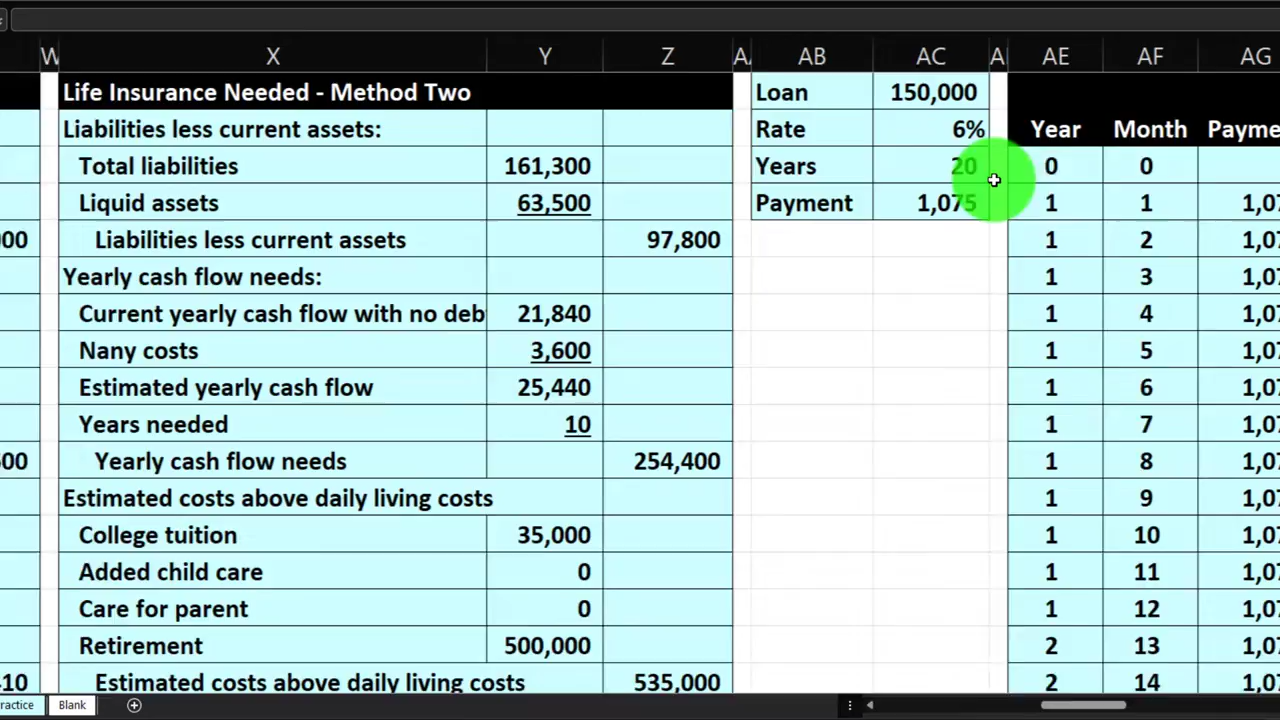 W X Y Z A AB AC A AE AF AG
Life Insurance Needed - Method Two Loan 150,000
Liabilities less current assets: Rate 6% Year Month Payme
Total liabilities 161,300 Years 20 0 0
Liquid assets 63,500 Payment 1,075 1 1 1,07
000 Liabilities less current assets 97,800 1 2 1,07
Yearly cash flow needs: 1 3 1,07
Current yearly cash flow with no deb 21,840 1 4 1,07
Nany costs 3,600 1 5 1,07
Estimated yearly cash flow 25,440 1 6 1,07
Years needed 10 1 7 1,07
600 Yearly cash flow needs 254,400 1 8 1,07
Estimated costs above daily living costs 1 9 1,07
College tuition 35,000 1 10 1,07
Added child care 0 1 11 1,07
Care for parent 0 1 12 1,07
Retirement 500,000 2 13 1,07
410 Estimated costs above daily living costs 535,000 2 14 1,07
ractice Blank